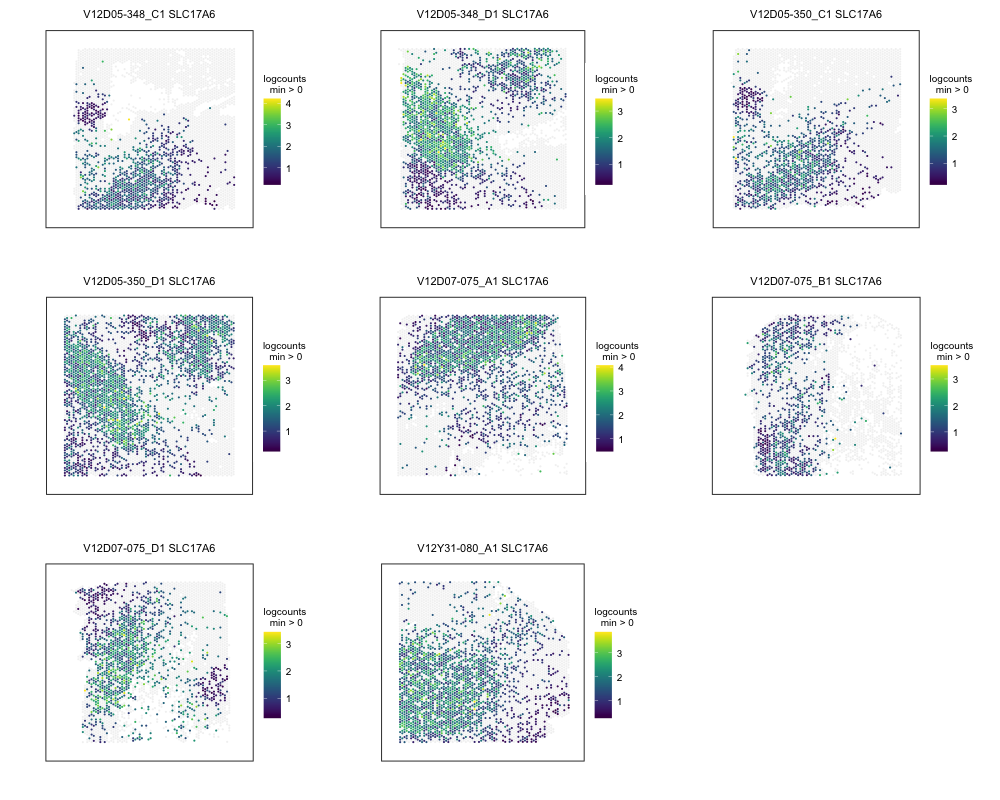 V12D05-348_C1 SLC17A6
logcounts
min > 0
4
3
2
1
V12D05-348_D1 SLC17A6
logcounts
min > 0
3
2
1
V12D05-350_C1 SLC17A6
logcounts
min > 0
3
2
1
V12D05-350_D1 SLC17A6
logcounts
min > 0
3
2
1
V12D07-075_A1 SLC17A6
logcounts
min > 0
4
3
2
1
V12D07-075_B1 SLC17A6
logcounts
min > 0
3
2
1
V12D07-075_D1 SLC17A6
logcounts
min > 0
3
2
1
V12Y31-080_A1 SLC17A6
logcounts
min > 0
3
2
1